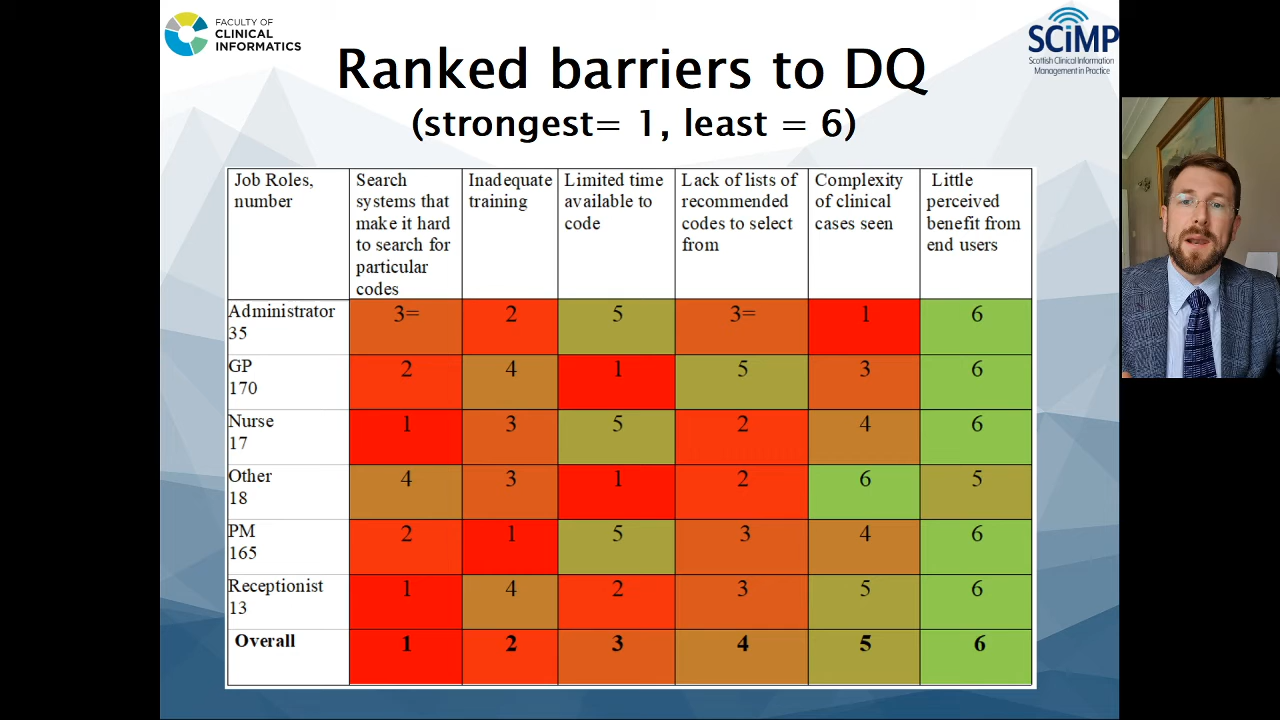 FACULTY OF
CLINICAL
INFORMATICS
SCiMP
Scottish Clinical Information
Management in Practice
Ranked barriers to DQ
(strongest= 1, least = 6)
Job Roles,
number
Search
systems that
make it hard
to search for
particular
codes
Inadequate
training
Limited time
available to
code
Lack of lists of
recommended
codes to select
from
Complexity
of clinical
cases seen
Little
perceived
benefit from
end users
Administrator 3= 2 5 3= 1 6
35
GP 2 4 1 5 3 6
170
Nurse 1 3 5 2 4 6
17
Other 4 3 1 2 6 5
18
PM 2 1 5 3 4 6
165
Receptionist 1 4 2 3 5 6
13
Overall 1 2 3 4 5 6